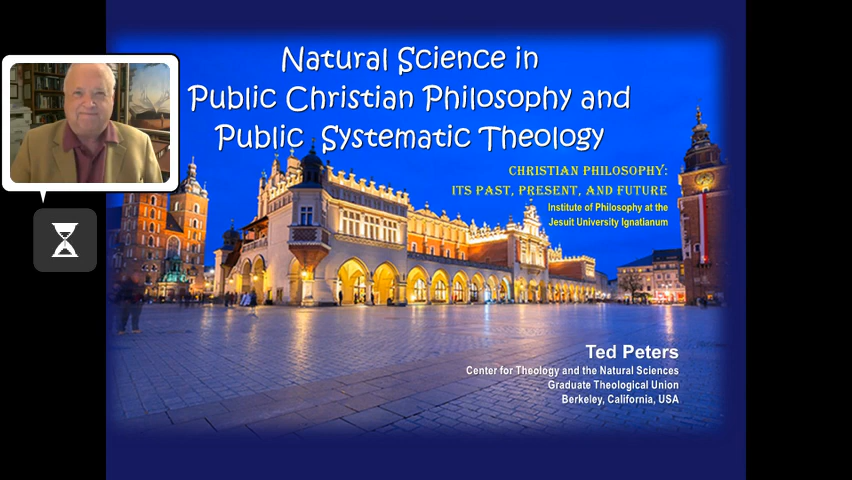 Natural Science in
Public Christian Philosophy and
Public Systematic Theology
CHRISTIAN PHILOSOPHY:
ITS PAST, PRESENT, AND FUTURE
Institute of Philosophy at the
Jesuit University Ignatianum
Ted Peters
Center for Theology and the Natural Sciences
Graduate Theological Union
Berkeley, California, USA